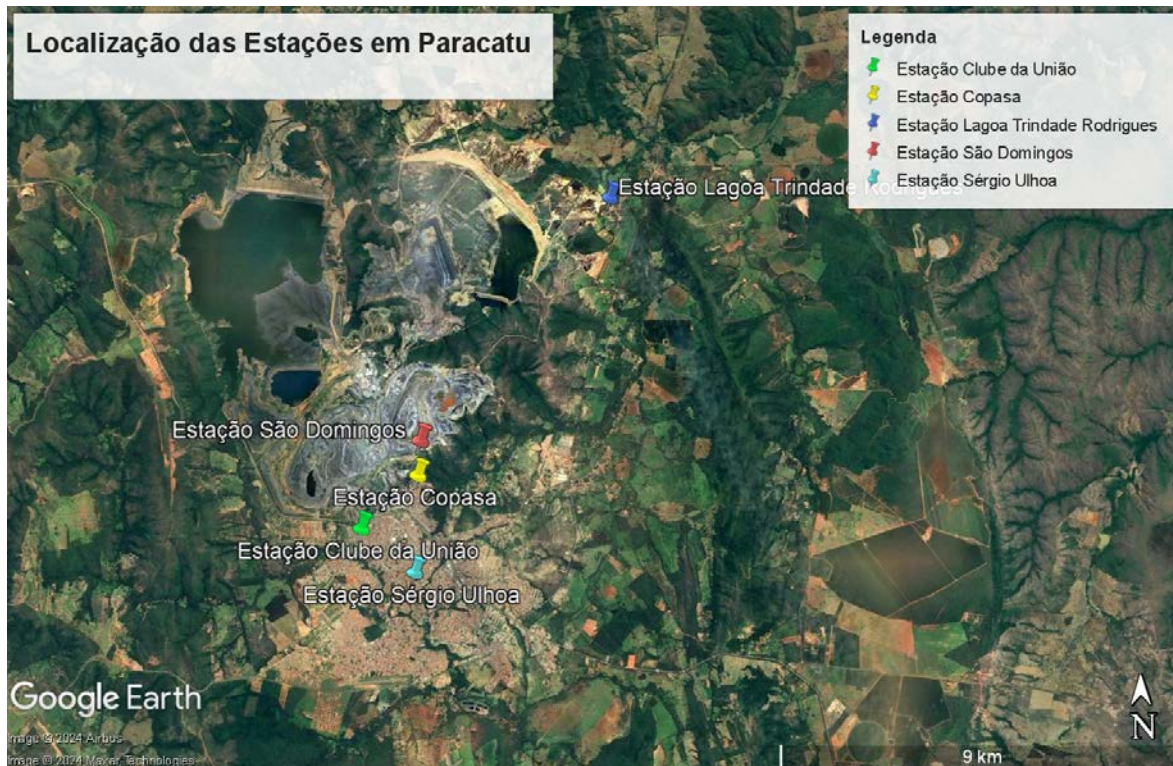 Localização das Estações em Paracatu
Legenda
Estação Clube da União
Estação Copasa
Estação Lagoa Trindade Rodrigues
Estação São Domingos
Estação Sérgio Ulhoa
Estação Lagoa Trindade Rodrigues
Estação São Domingos
Estação Copasa
Estação Clube da União
Estação Sérgio Ulhoa
Google Earth
Image © 2024 Airbus
Image © 2024 Maxar Technologies
N
9 km